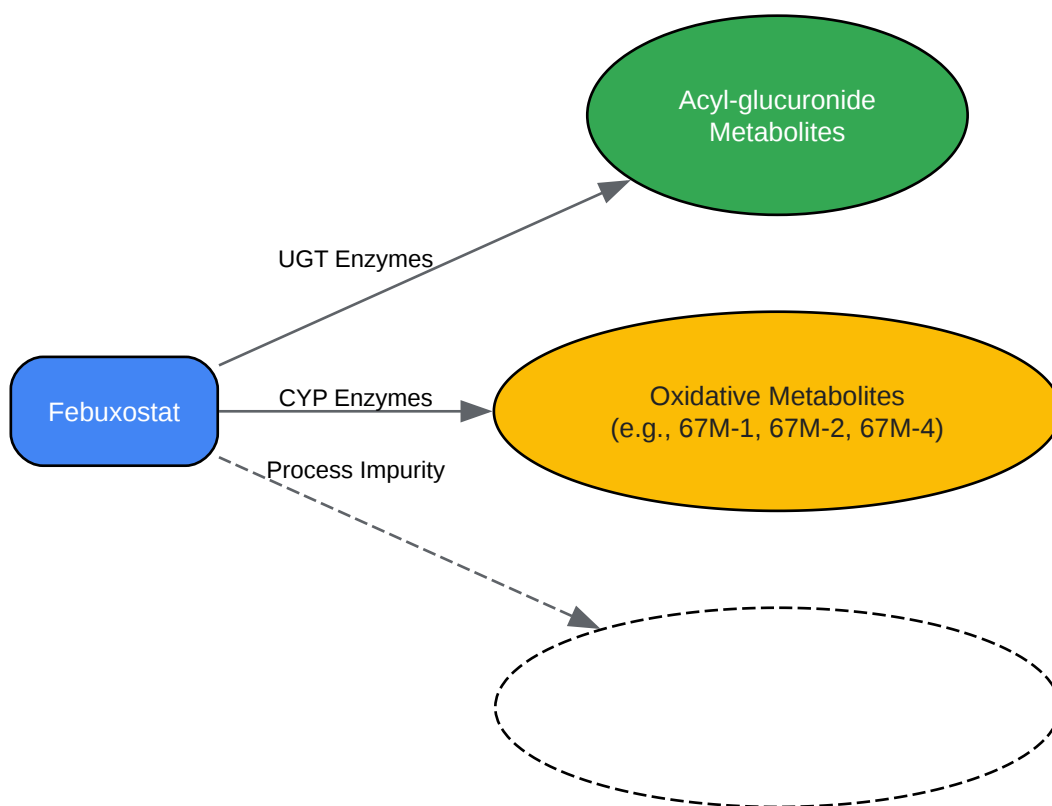 Acyl-glucuronide
Metabolites
UGT Enzymes
Febuxostat
CYP Enzymes
Oxidative Metabolites
(e.g., 67M-1, 67M-2, 67M-4)
Process Impurity